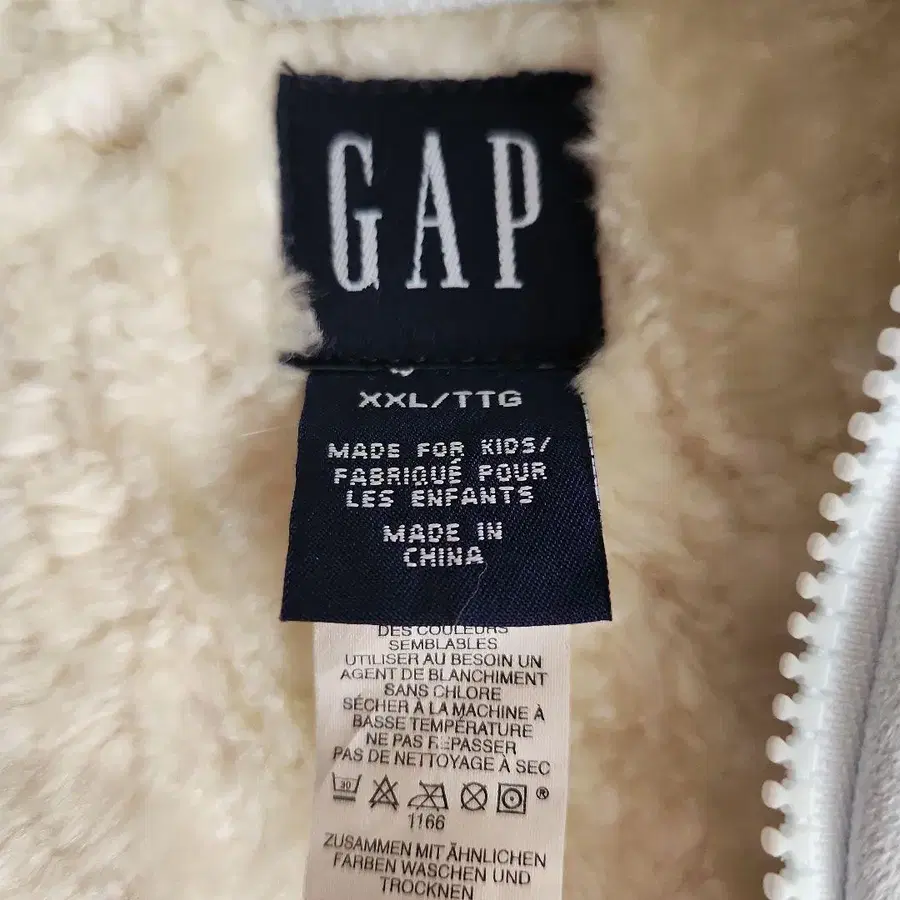 GAP
XXL/TTG
MADE FOR KIDS/
FABRIQUÉ POUR
LES ENFANTS
MADE IN
CHINA
DES COULEURS
SEMBLABLES
UTILISER AU BESOIN UN
AGENT DE BLANCHIMENT
SANS CHLORE
SÉCHER À LA MACHINE À
BASSE TEMPÉRATURE
NE PAS REPASSER
PAS DE NETTOYAGE À SEC
30
®
1166
ZUSAMMEN MIT ÄHNLICHEN
FARBEN WASCHEN UND
TROCKNEN